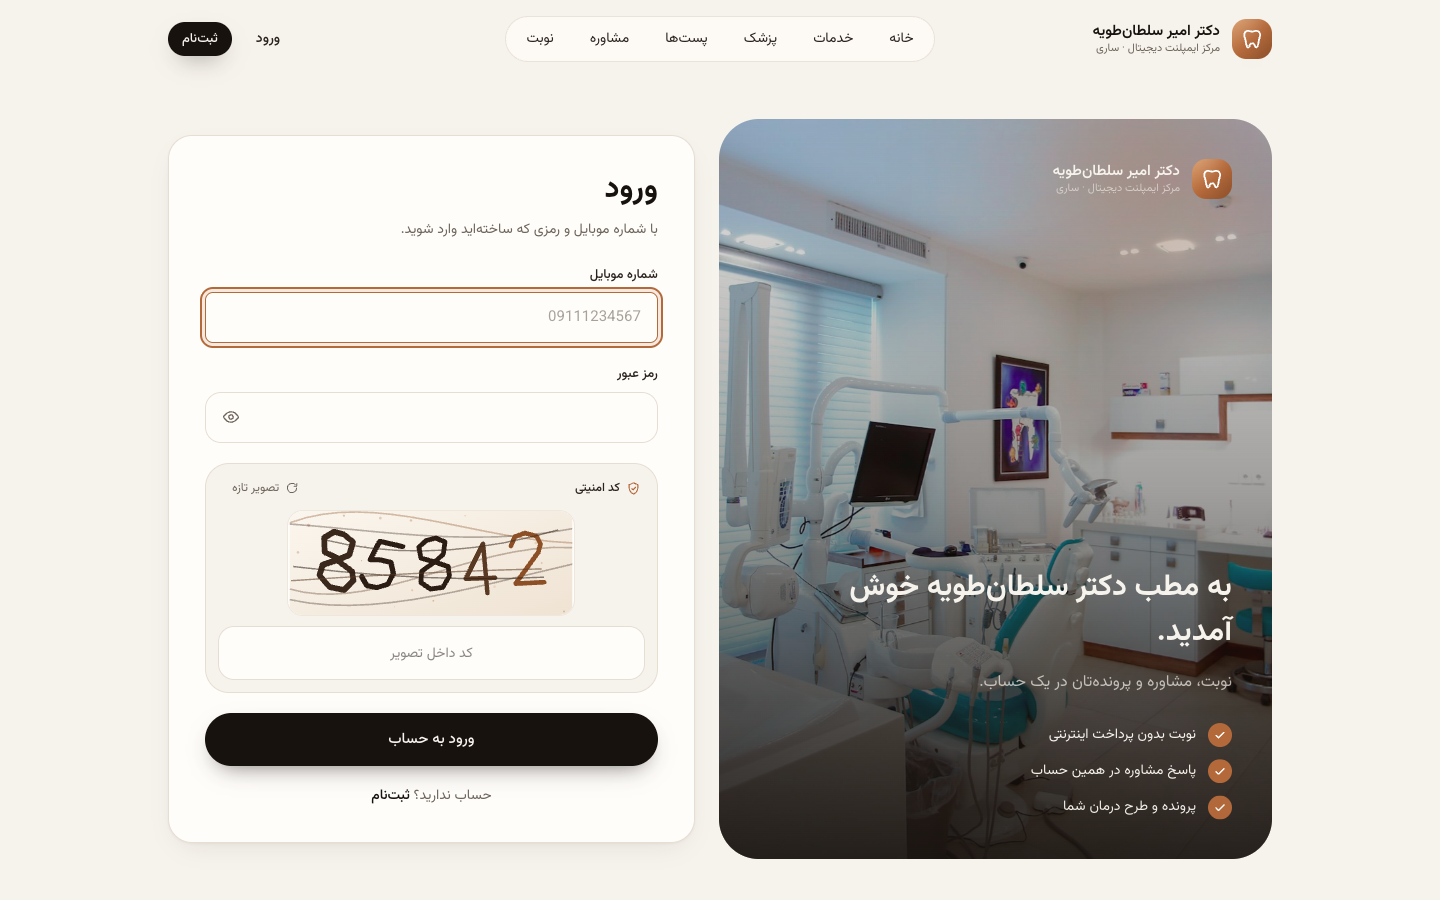 دکتر امیر سلطان‌طویه
مرکز ایمپلنت دیجیتال · ساری
خانه
خدمات
پزشک
پست‌ها
مشاوره
نوبت
ورود
ثبت‌نام
دکتر امیر سلطان‌طویه
مرکز ایمپلنت دیجیتال · ساری
به مطب دکتر سلطان‌طویه خوش
آمدید.
نوبت، مشاوره و پرونده‌تان در یک حساب.
نوبت بدون پرداخت اینترنتی
پاسخ مشاوره در همین حساب
پرونده و طرح درمان شما
ورود
با شماره موبایل و رمزی که ساخته‌اید وارد شوید.
شماره موبایل
09111234567
رمز عبور
کد امنیتی
تصویر تازه
85842
کد داخل تصویر
ورود به حساب
حساب ندارید؟ ثبت‌نام